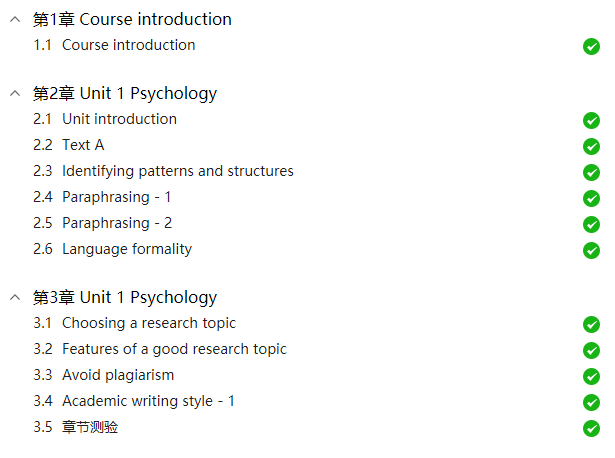 第1章 Course introduction
1.1 Course introduction
第2章 Unit 1 Psychology
2.1 Unit introduction
2.2 Text A
2.3 Identifying patterns and structures
2.4 Paraphrasing - 1
2.5 Paraphrasing - 2
2.6 Language formality
第3章 Unit 1 Psychology
3.1 Choosing a research topic
3.2 Features of a good research topic
3.3 Avoid plagiarism
3.4 Academic writing style - 1
3.5 章节测验